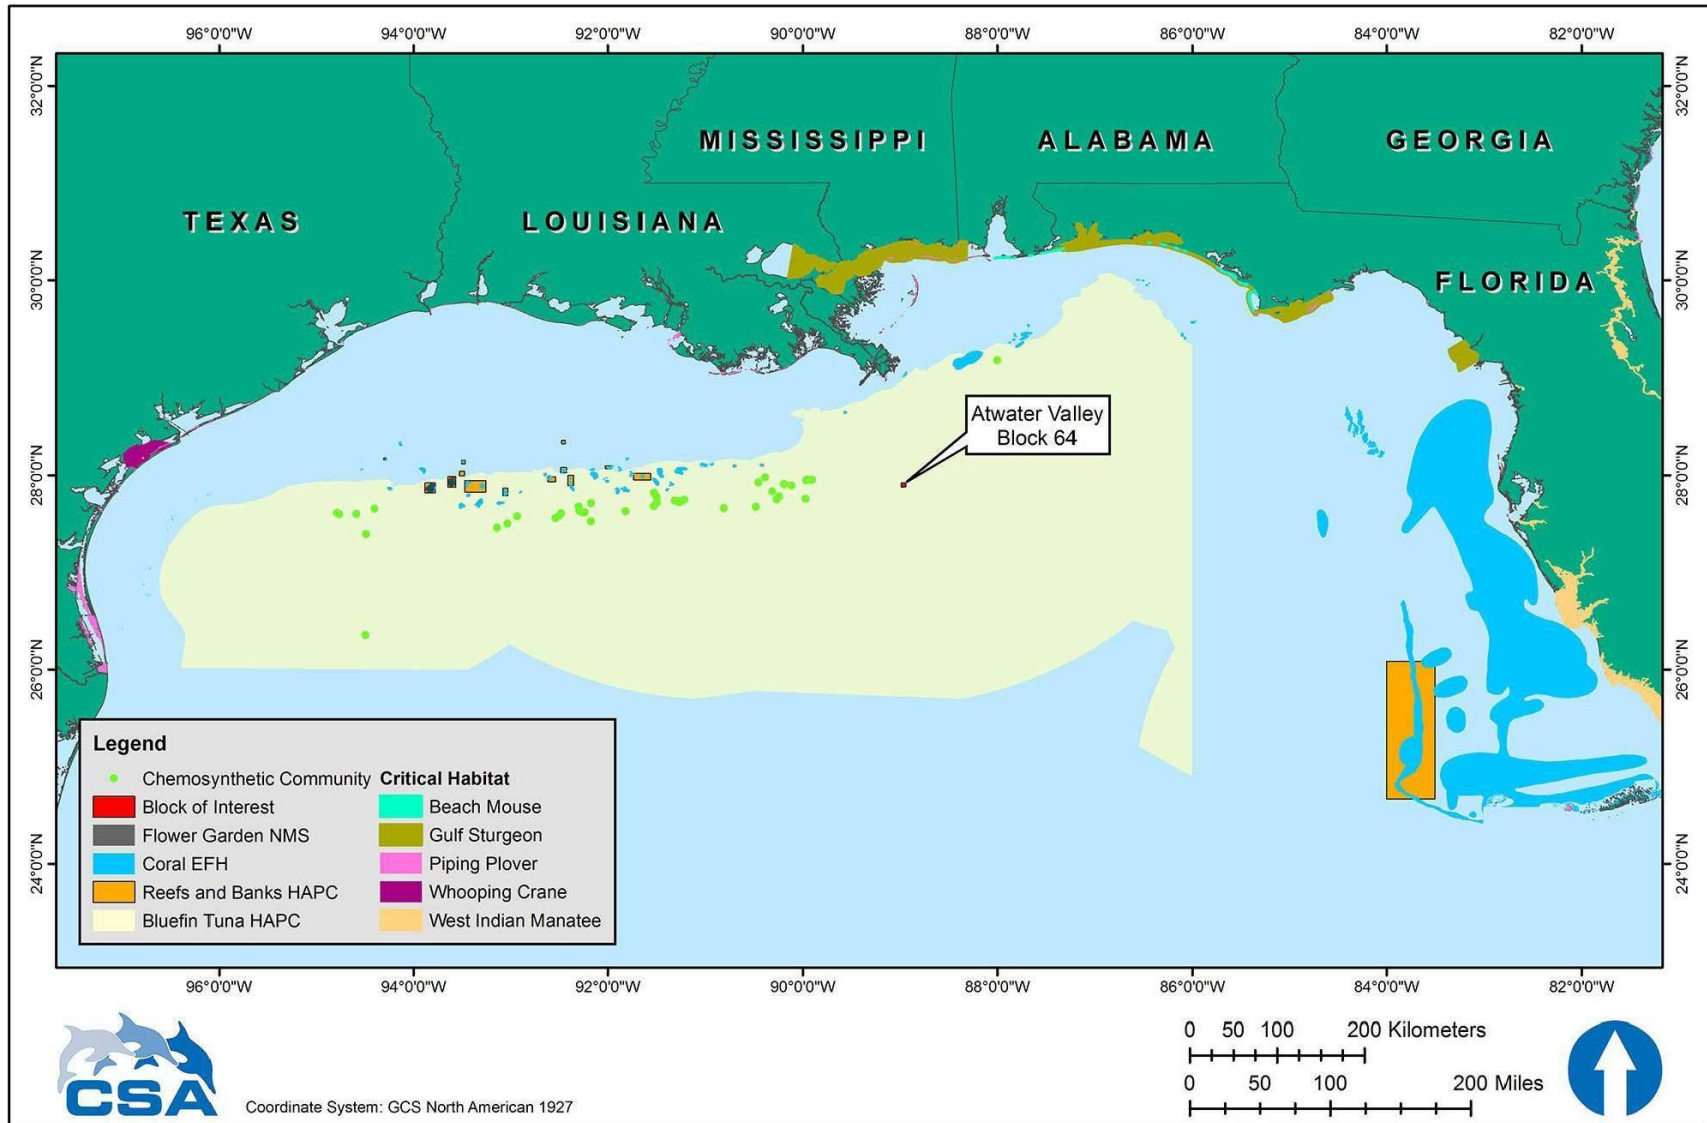 96°0'0"W 94°0'0"W 92°0'0"W 90°0'0"W 88°0'0"W 86°0'0"W 84°0'0"W 82°0'0"W
32°0'0"N
32°0'0"N
MISSISSIPPI
ALABAMA
GEORGIA
TEXAS
LOUISIANA
30°0'0"N
FLORIDA
30°0'0"N
Atwater Valley
Block 64
28°0'0"N
28°0'0"N
26°0'0"N
26°0'0"N
Legend
Chemosynthetic Community
Block of Interest
Flower Garden NMS
Coral EFH
Reefs and Banks HAPC
Bluefin Tuna HAPC
Critical Habitat
Beach Mouse
Gulf Sturgeon
Piping Plover
Whooping Crane
West Indian Manatee
24°0'0"N
24°0'0"N
96°0'0"W 94°0'0"W 92°0'0"W 90°0'0"W 88°0'0"W 86°0'0"W 84°0'0"W 82°0'0"W
CSA
Coordinate System: GCS North American 1927
0 50 100 200 Kilometers
0 50 100 200 Miles